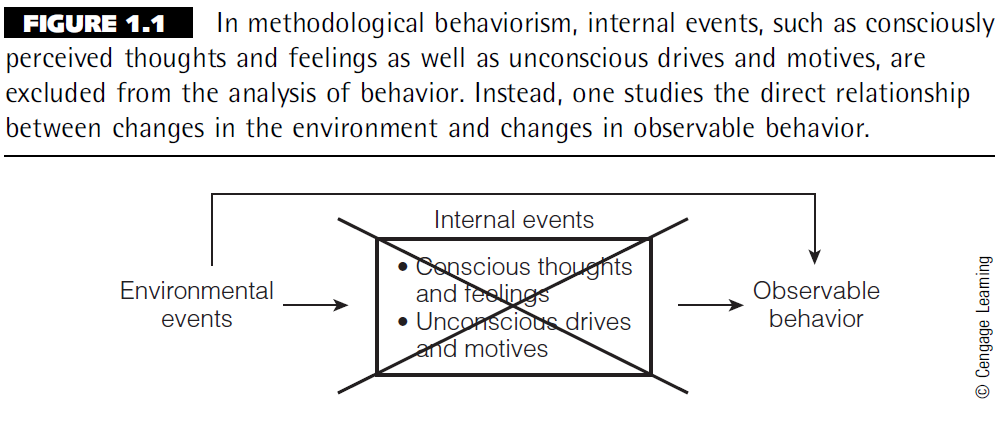 FIGURE 1.1 In methodological behaviorism, internal events, such as consciously
perceived thoughts and feelings as well as unconscious drives and motives, are
excluded from the analysis of behavior. Instead, one studies the direct relationship
between changes in the environment and changes in observable behavior.
Internal events
Environmental
events
• Conscious thoughts
and feelings
• Unconscious drives
and motives
Observable
behavior
© Cengage Learning